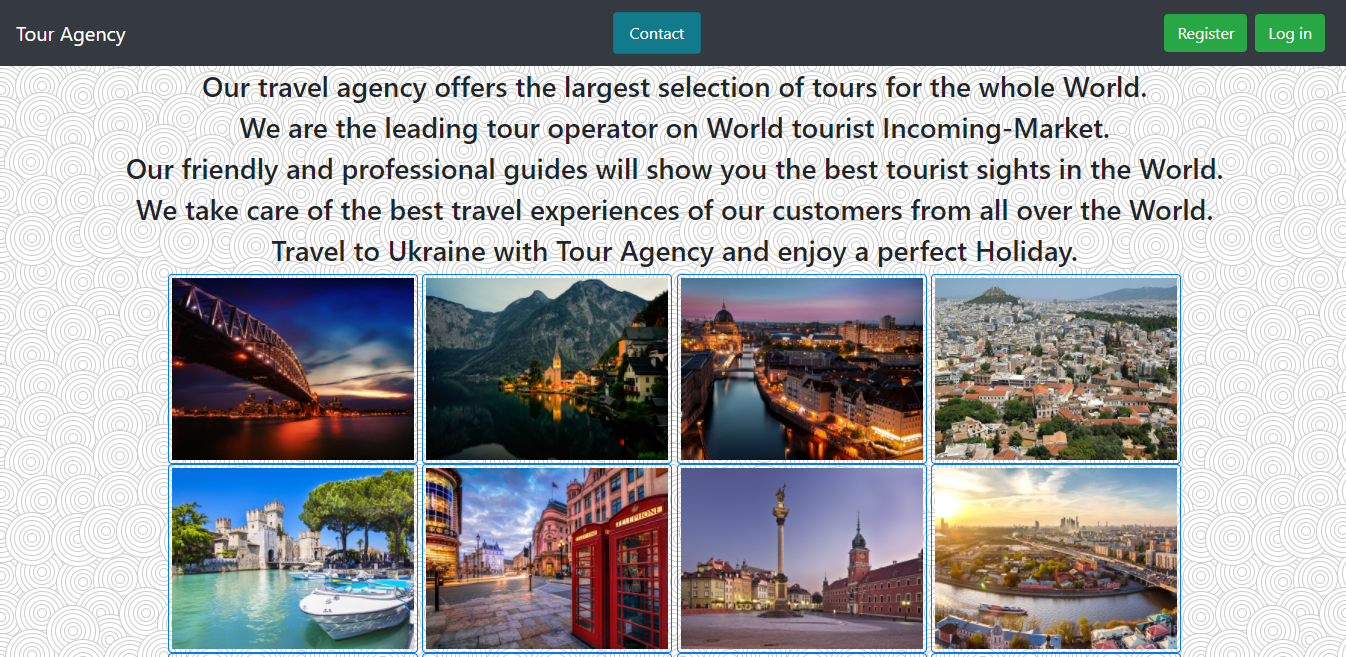 Tour Agency
Contact
Register
Log in
Our travel agency offers the largest selection of tours for the whole World.
We are the leading tour operator on World tourist Incoming-Market.
Our friendly and professional guides will show you the best tourist sights in the World.
We take care of the best travel experiences of our customers from all over the World.
Travel to Ukraine with Tour Agency and enjoy a perfect Holiday.
TELEPHONE
TELEPHONE